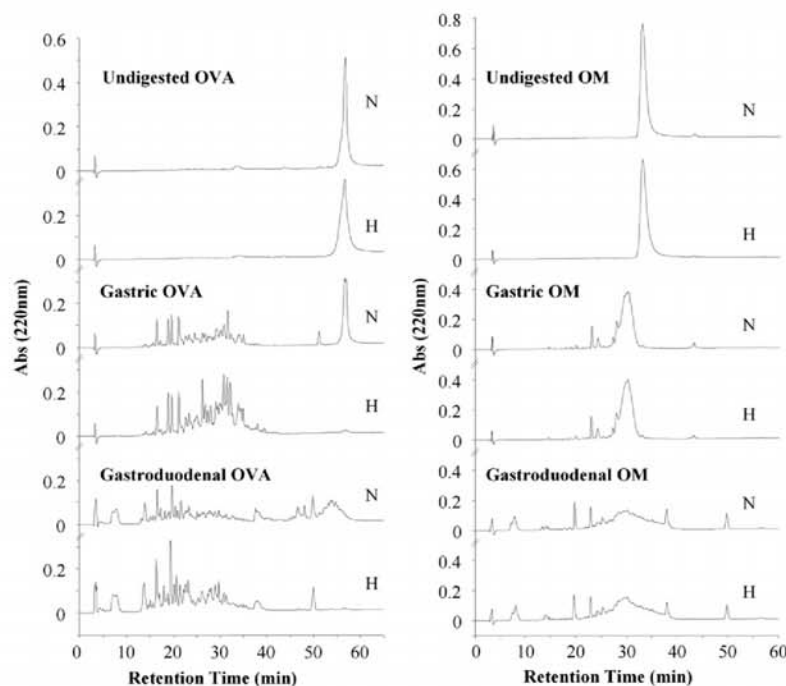 0.6
Undigested OVA
N
0.4
0.2
0
0.2
H
0
Gastric OVA
N
0.2
0
H
0.2
0
Gastroduodenal OVA
N
0.2
0
H
0.2
0
0 10 20 30 40 50 60
Retention Time (min)
Abs (220nm)
0.8
Undigested OM
N
0.6
0.4
0.2
0
0.6
0.4
H
0.2
0
Gastric OM
0.4
N
0.2
0
0.4
H
0.2
0
Gastroduodenal OM
0.4
N
0.2
0
0.4
H
0.2
0
0 10 20 30 40 50 60
Retention Time (min)
Abs (220nm)